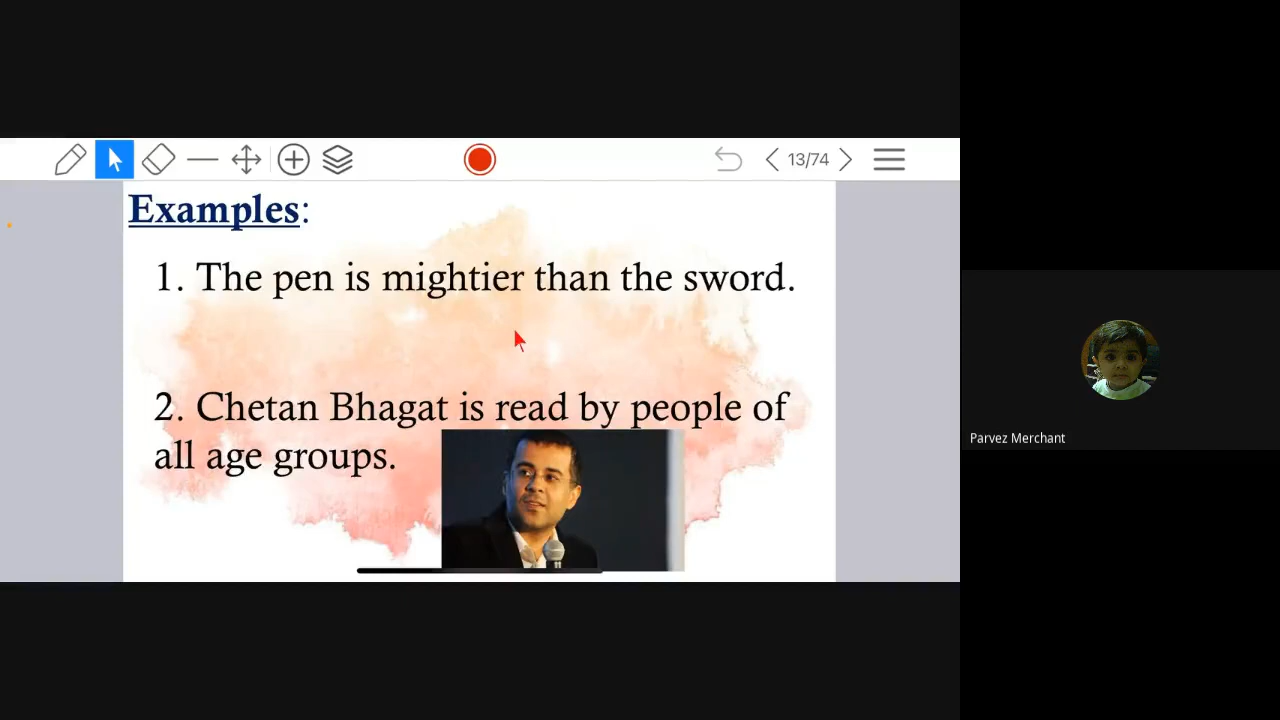 13/74
Examples:
1. The pen is mightier than the sword.
2. Chetan Bhagat is read by people of
all age groups.
Parvez Merchant